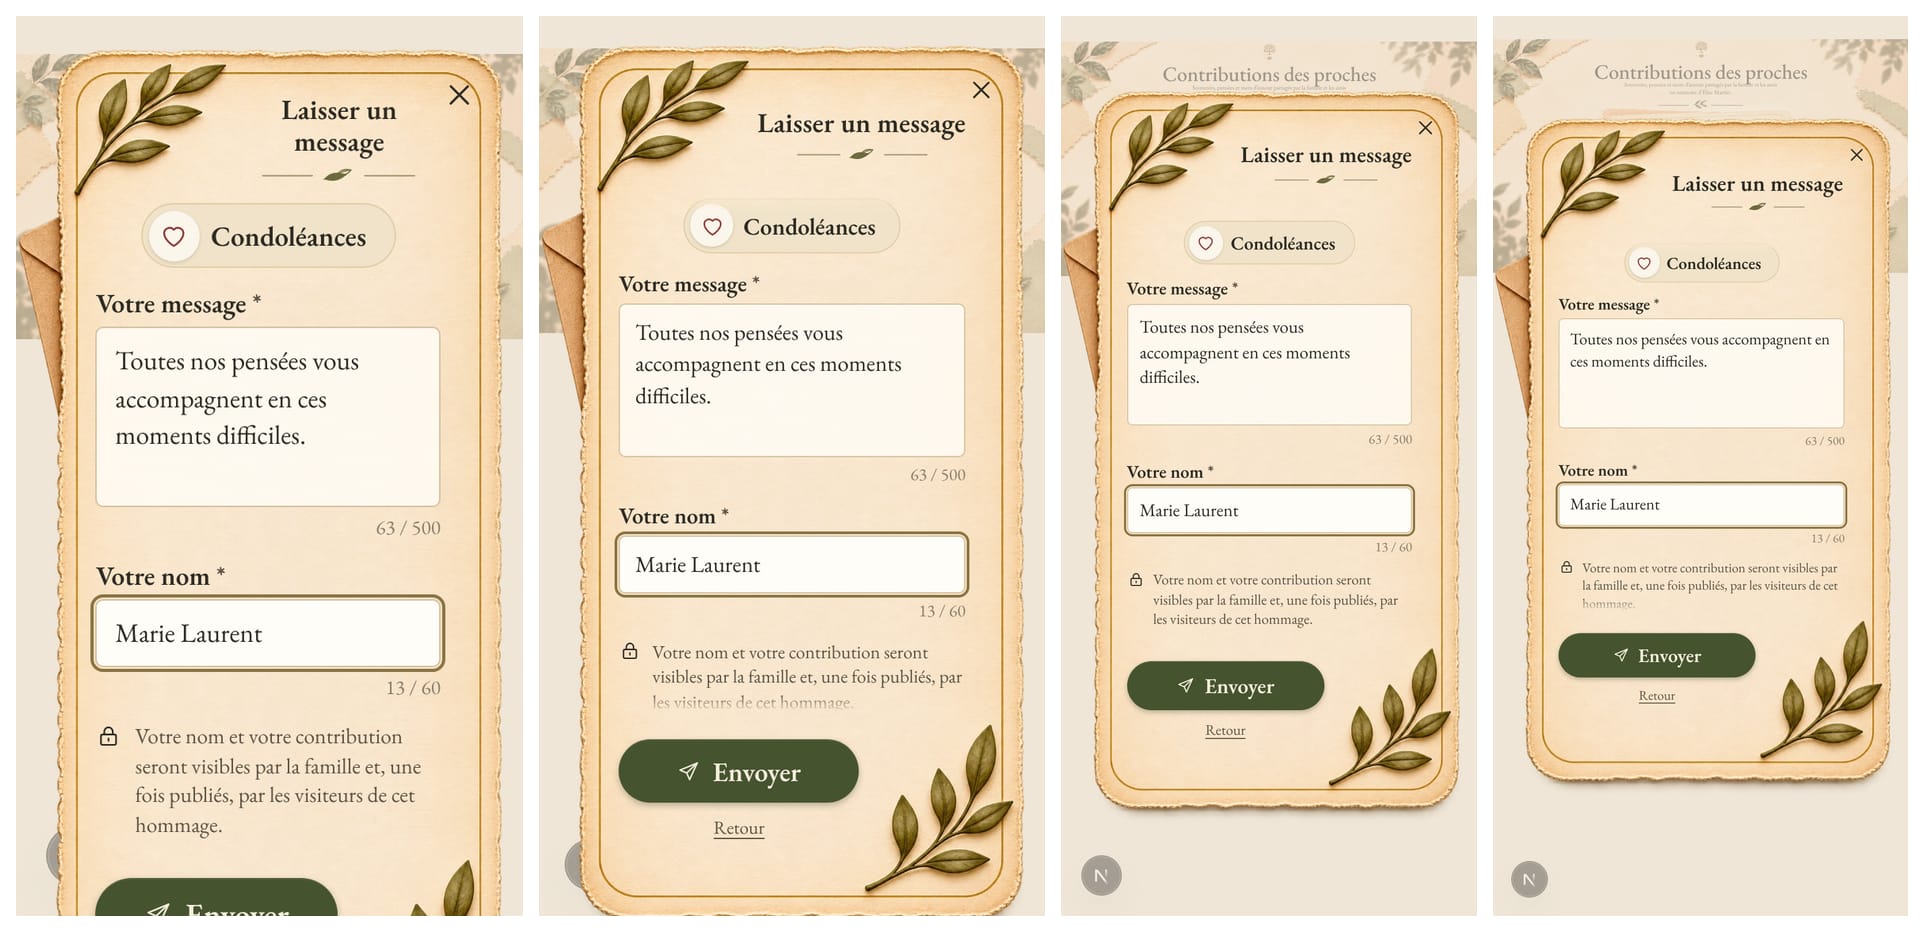 Laisser un
message
Condoléances
Votre message *
Toutes nos pensées vous
accompagnent en ces
moments difficiles.
63 / 500
Votre nom *
Marie Laurent
13 / 60
Votre nom et votre contribution
seront visibles par la famille et, une
fois publiés, par les visiteurs de cet
hommage.
Envoyer
Laisser un message
Condoléances
Votre message *
Toutes nos pensées vous
accompagnent en ces moments
difficiles.
63 / 500
Votre nom *
Marie Laurent
13 / 60
Votre nom et votre contribution seront
visibles par la famille et, une fois publiés, par
les visiteurs de cet hommage.
Envoyer
Retour
Contributions des proches
Laisser un message
Condoléances
Votre message *
Toutes nos pensées vous
accompagnent en ces moments
difficiles.
63 / 500
Votre nom *
Marie Laurent
13 / 60
Votre nom et votre contribution seront
visibles par la famille et, une fois publiés, par
les visiteurs de cet hommage.
Envoyer
Retour
N
Contributions des proches
Laisser un message
Condoléances
Votre message *
Toutes nos pensées vous accompagnent en
ces moments difficiles.
63 / 500
Votre nom *
Marie Laurent
13 / 60
Votre nom et votre contribution seront visibles par
la famille et, une fois publiés, par les visiteurs de cet
hommage.
Envoyer
Retour
N